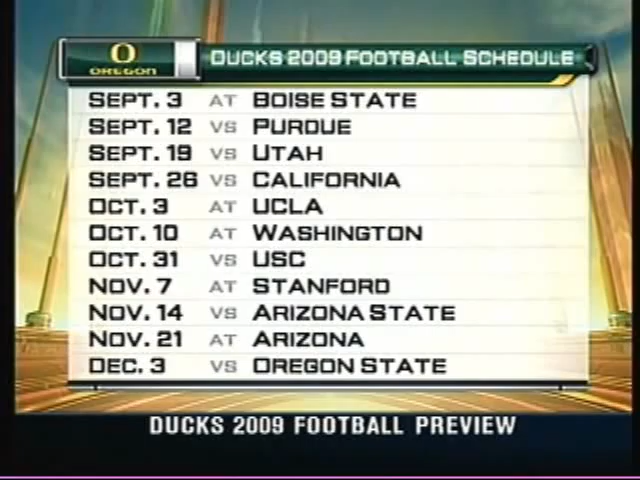 O
OREGON
DUCKS 2009 FOOTBALL SCHEDULE
SEPT. 3 AT BOISE STATE
SEPT. 12 VS PURDUE
SEPT. 19 VS UTAH
SEPT. 26 VS CALIFORNIA
OCT. 3 AT UCLA
OCT. 10 AT WASHINGTON
OCT. 31 VS USC
NOV. 7 AT STANFORD
NOV. 14 VS ARIZONA STATE
NOV. 21 AT ARIZONA
DEC. 3 VS OREGON STATE
DUCKS 2009 FOOTBALL PREVIEW